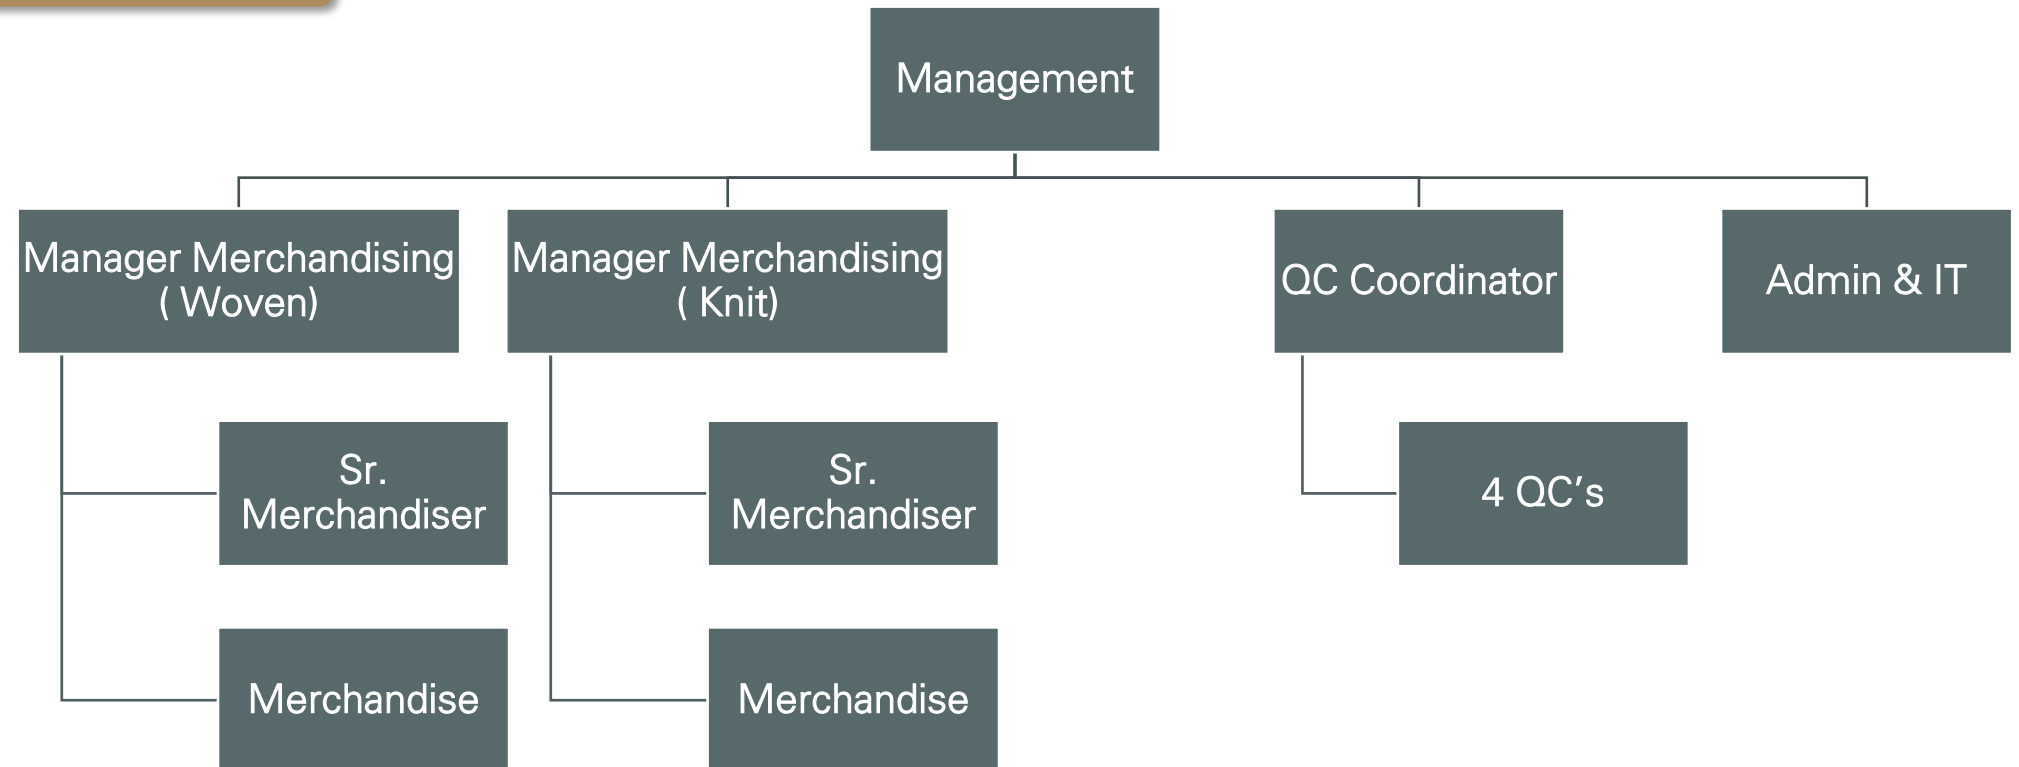 Management
Manager Merchandising
( Woven)
Manager Merchandising
( Knit)
QC Coordinator
Admin & IT
Sr.
Merchandiser
Sr.
Merchandiser
4 QC’s
Merchandise
Merchandise